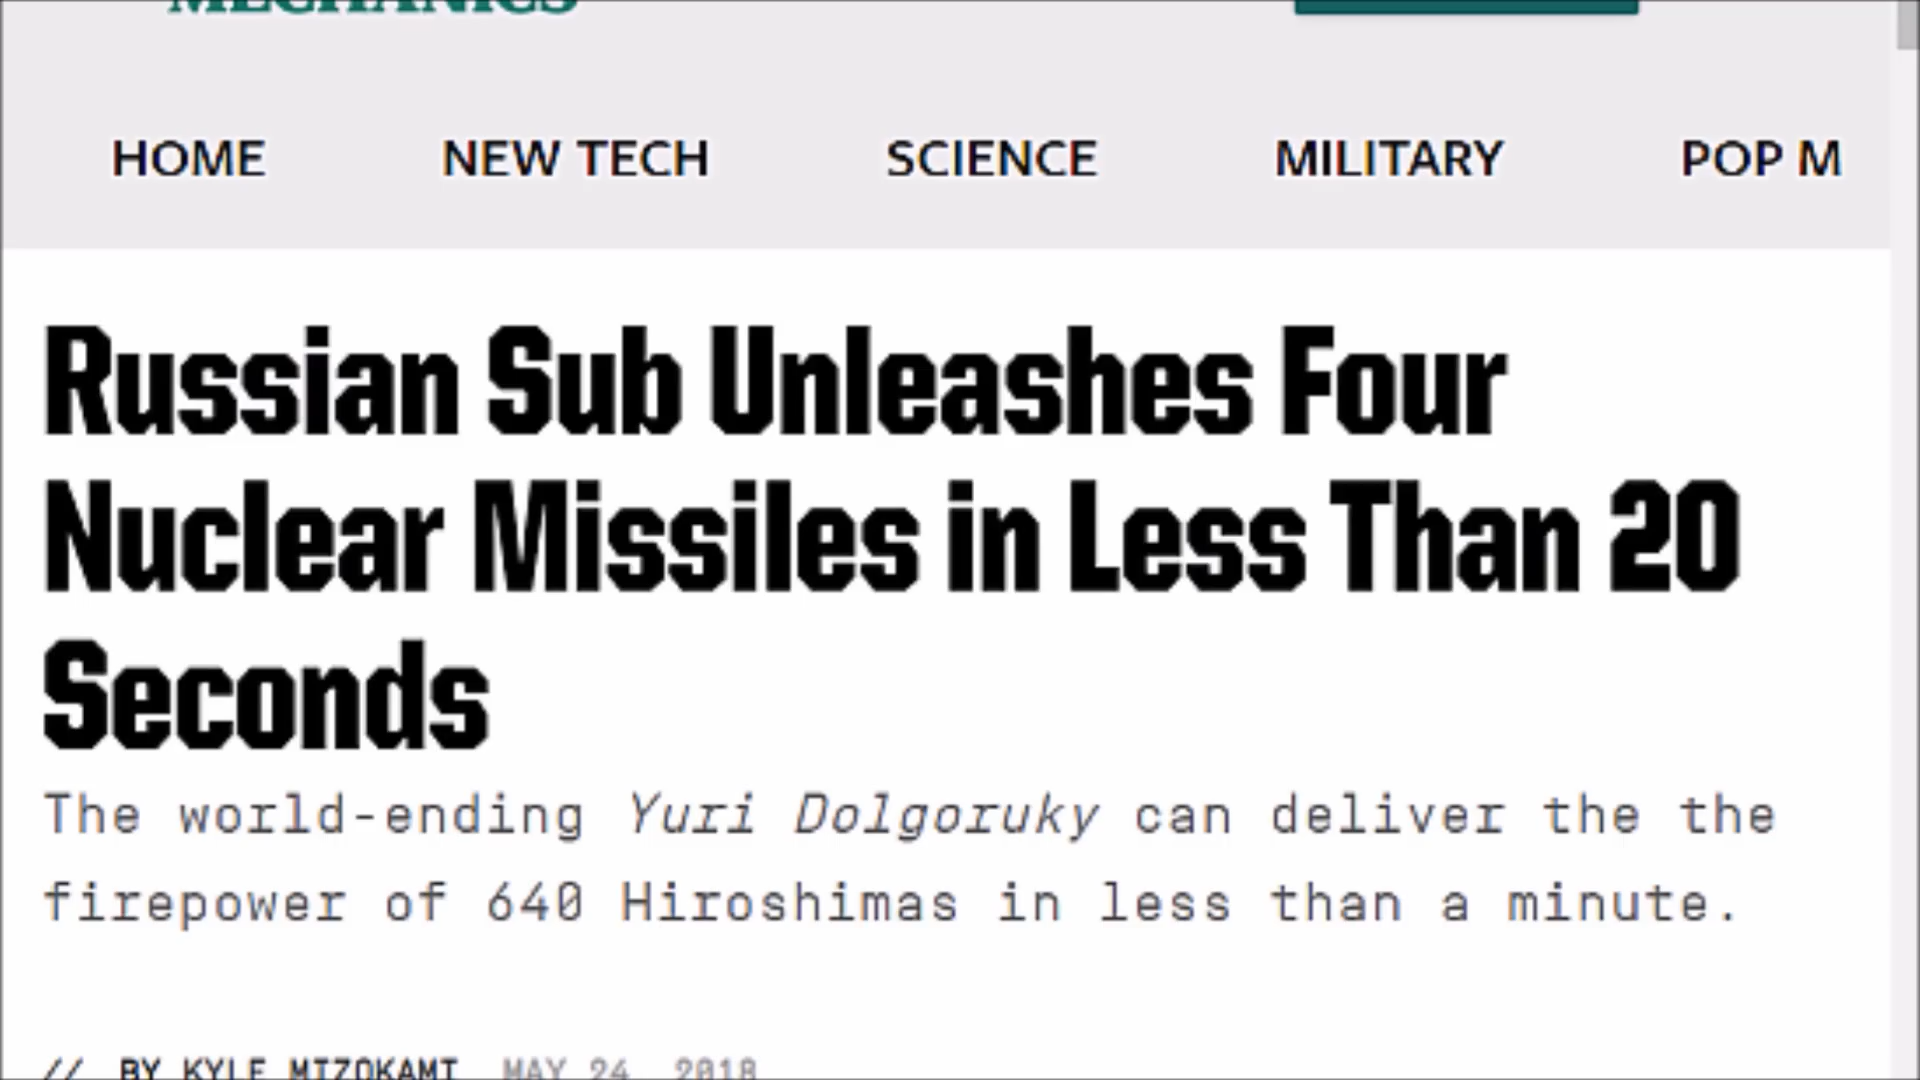 MECHANICS
HOME NEW TECH SCIENCE MILITARY POP M
Russian Sub Unleashes Four
Nuclear Missiles in Less Than 20
Seconds
The world-ending Yuri Dolgoruky can deliver the the
firepower of 640 Hiroshimas in less than a minute.
// BY KYLE MIZOKAMI MAY 24, 2018